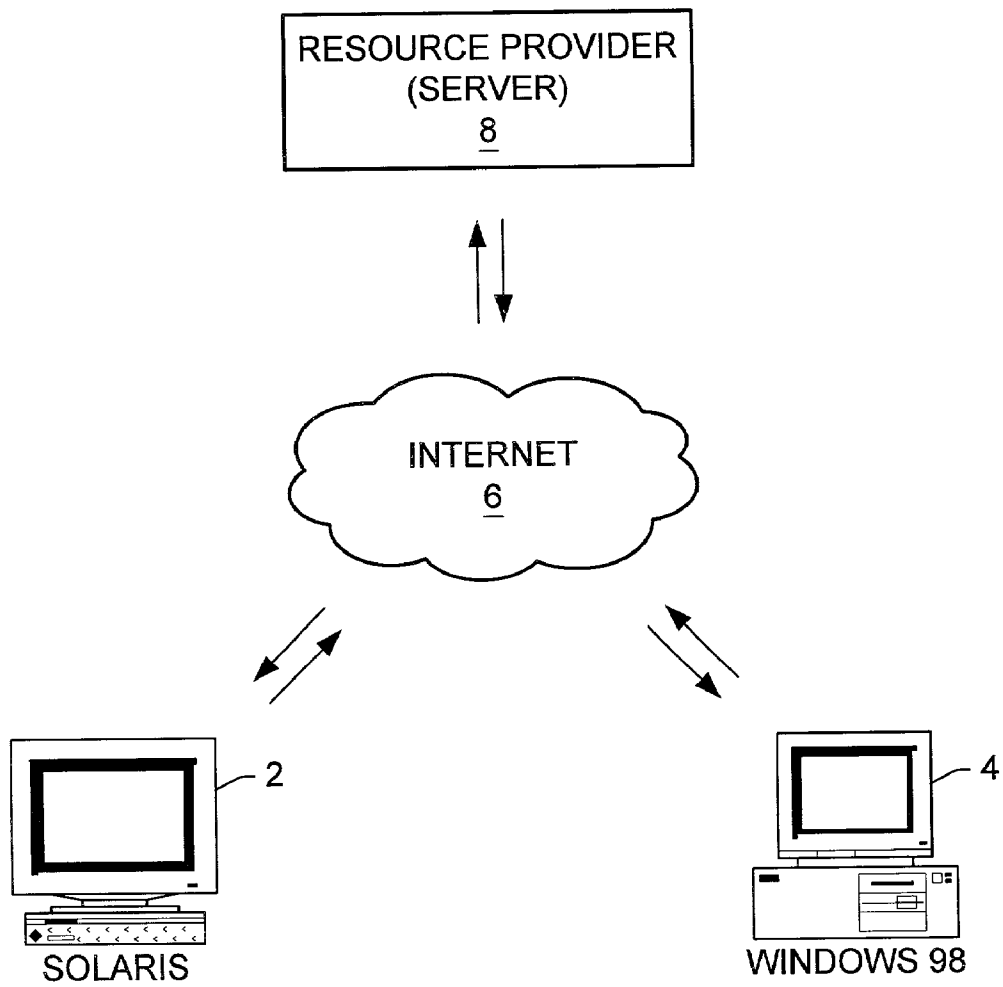 RESOURCE PROVIDER
(SERVER)
8
INTERNET
6
2
4
SOLARIS
WINDOWS 98